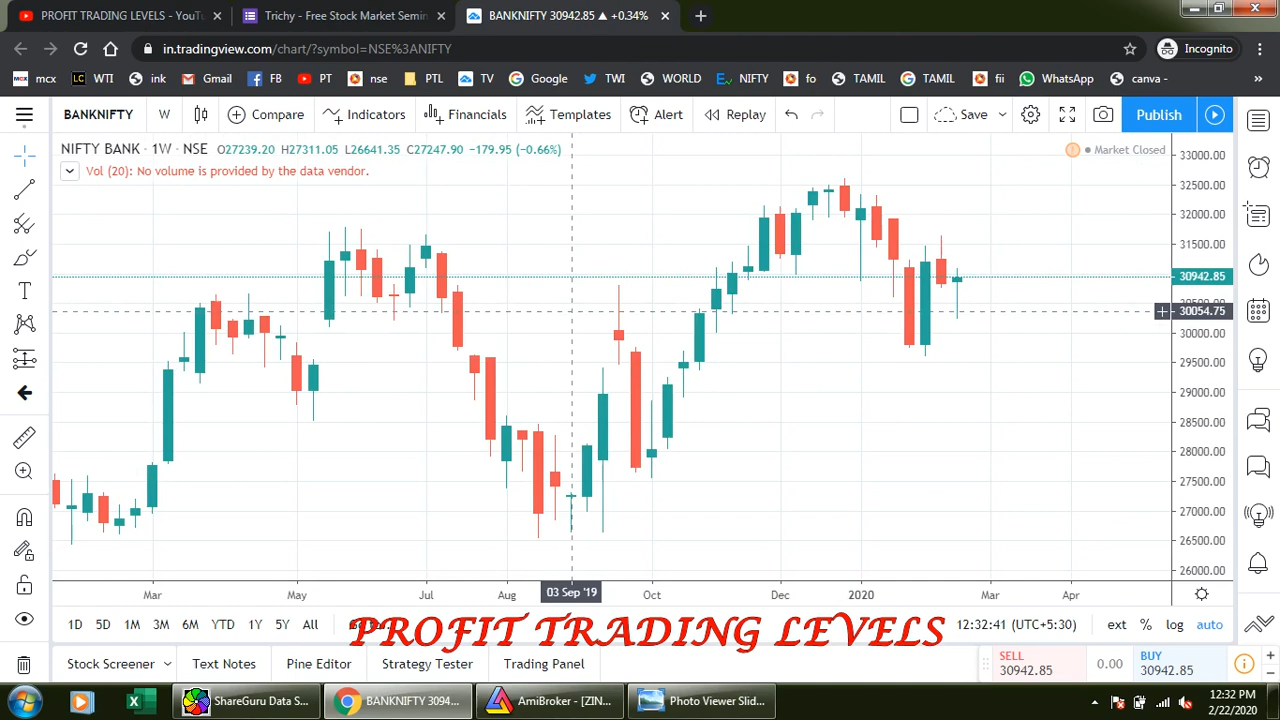 PROFIT TRADING LEVELS - YouT
Trichy - Free Stock Market Semin
BANKNIFTY 30942.85 ▲ +0.34%
in.tradingview.com/chart/?symbol=NSE%3ANIFTY
Incognito
mcx WTI ink Gmail FB PT nse PTL TV Google TWI WORLD NIFTY fo TAMIL TAMIL fii WhatsApp canva - »
BANKNIFTY W Compare Indicators Financials Templates Alert Replay Save Publish
NIFTY BANK · 1W · NSE O27239.20 H27311.05 L26641.35 C27247.90 -179.95 (-0.66%)
Market Closed
Vol (20): No volume is provided by the data vendor.
33000.00
32500.00
32000.00
31500.00
30942.85
30500.00
30054.75
30000.00
29500.00
29000.00
28500.00
28000.00
27500.00
27000.00
26500.00
26000.00
Mar May Jul Aug 03 Sep '19 Oct Dec 2020 Mar Apr
1D 5D 1M 3M 6M YTD 1Y 5Y All
12:32:41 (UTC+5:30) ext % log auto
PROFIT TRADING LEVELS
Stock Screener Text Notes Pine Editor Strategy Tester Trading Panel
SELL
30942.85
0.00
BUY
30942.85
ShareGuru Data S...
BANKNIFTY 3094...
AmiBroker - [ZIN...
Photo Viewer Slid...
12:32 PM
2/22/2020